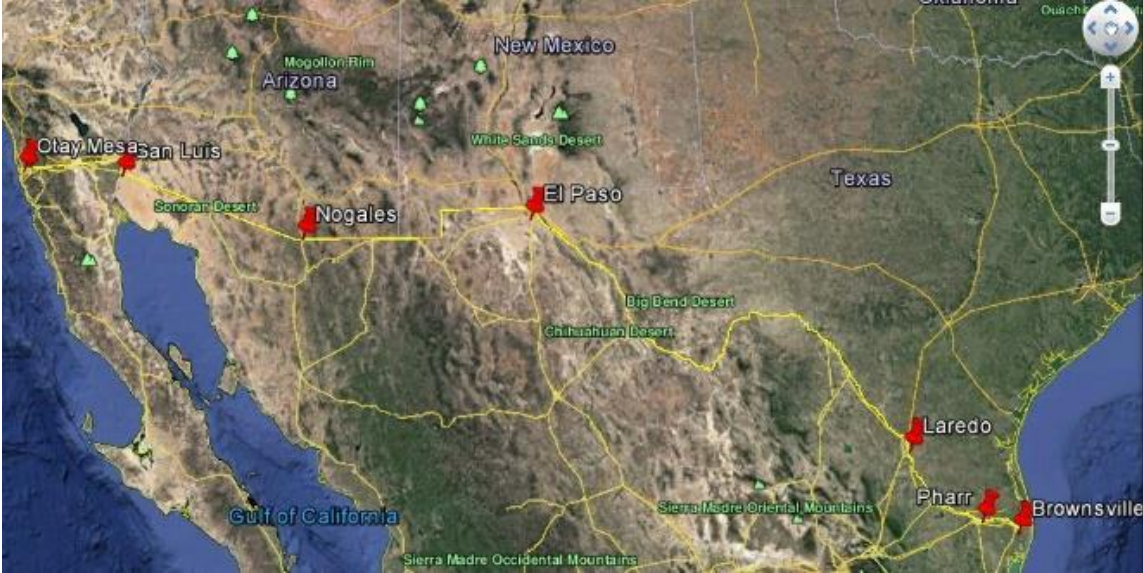 Oklahoma
New Mexico
Mogollon Rim
Arizona
White Sands Desert
Otay Mesa
San Luis
Texas
El Paso
Sonoran Desert
Nogales
Big Bend Desert
Chihuahuan Desert
Laredo
Pharr
Sierra Madre Oriental Mountains
Brownsville
Gulf of California
Sierra Madre Occidental Mountains